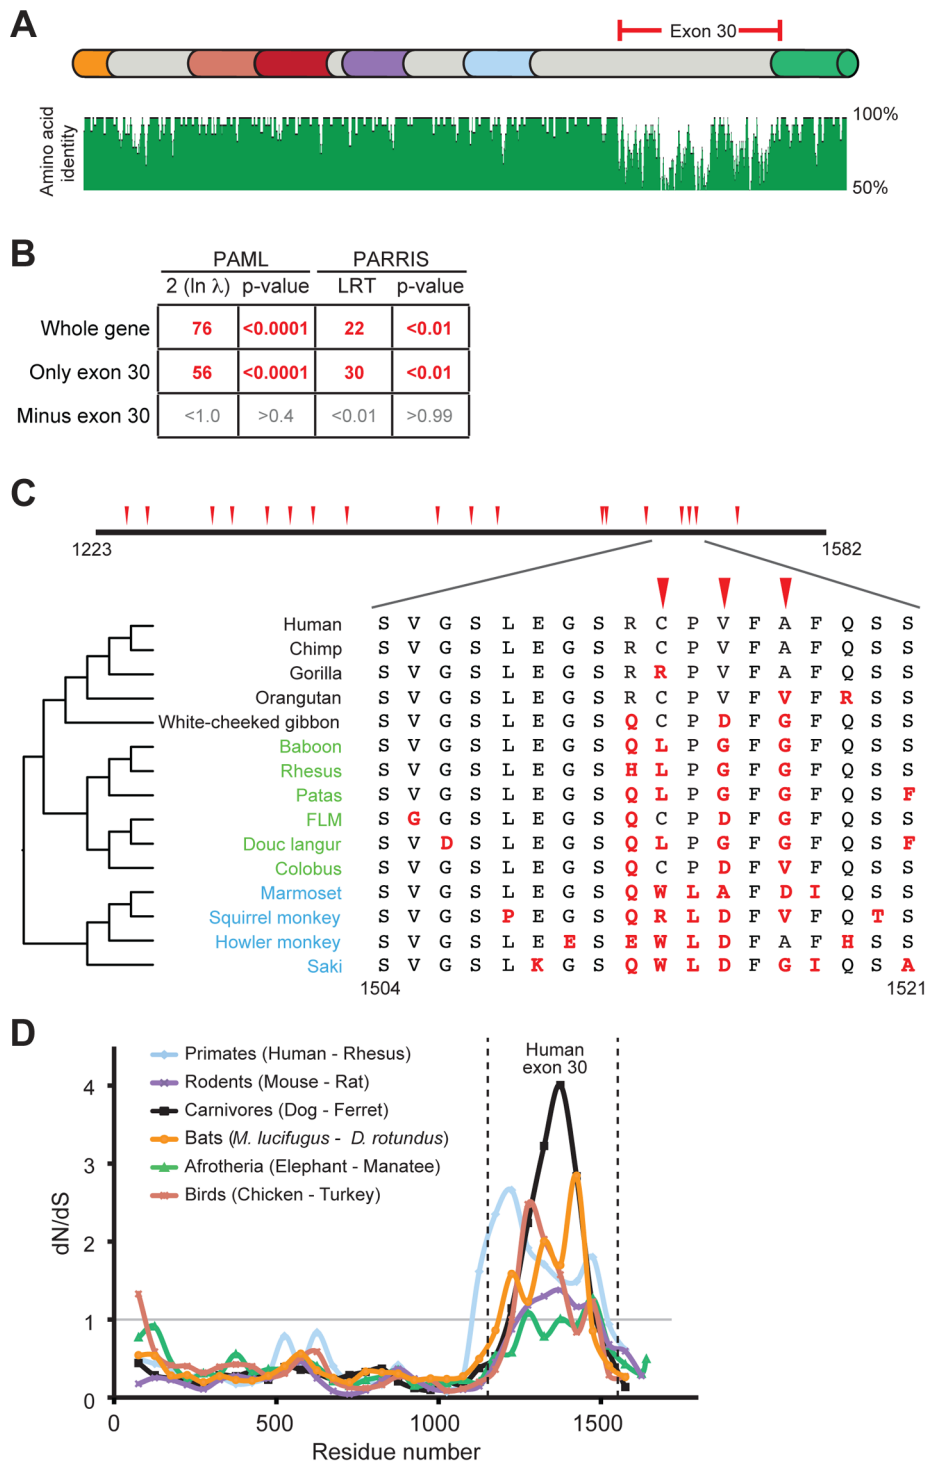 A
Exon 30
Amino acid
identity
100%
50%
B
PAML PARRIS
2 (ln λ) p-value LRT p-value
Whole gene 76 <0.0001 22 <0.01
Only exon 30 56 <0.0001 30 <0.01
Minus exon 30 <1.0 >0.4 <0.01 >0.99
C
1223 1582
Human S V G S L E G S R C P V F A F Q S S
Chimp S V G S L E G S R C P V F A F Q S S
Gorilla S V G S L E G S R R P V F A F Q S S
Orangutan S V G S L E G S R C P V F V F R S S
White-cheeked gibbon S V G S L E G S Q C P D F G F Q S S
Baboon S V G S L E G S Q L P G F G F Q S S
Rhesus S V G S L E G S H L P G F G F Q S S
Patas S V G S L E G S Q L P G F G F Q S F
FLM S G G S L E G S Q C P D F G F Q S S
Douc langur S V D S L E G S Q L P G F G F Q S F
Colobus S V G S L E G S Q C P D F V F Q S S
Marmoset S V G S L E G S Q W L A F D I Q S S
Squirrel monkey S V G S P E G S Q R L D F V F Q T S
Howler monkey S V G S L E E S E W L D F A F H S S
Saki S V G S L K G S Q W L D F G I Q S A
1504 1521
D
Human
exon 30
Primates (Human - Rhesus)
Rodents (Mouse - Rat)
Carnivores (Dog - Ferret)
Bats (M. lucifugus - D. rotundus)
Afrotheria (Elephant - Manatee)
Birds (Chicken - Turkey)
dN/dS
4
3
2
1
0
0 500 1000 1500
Residue number